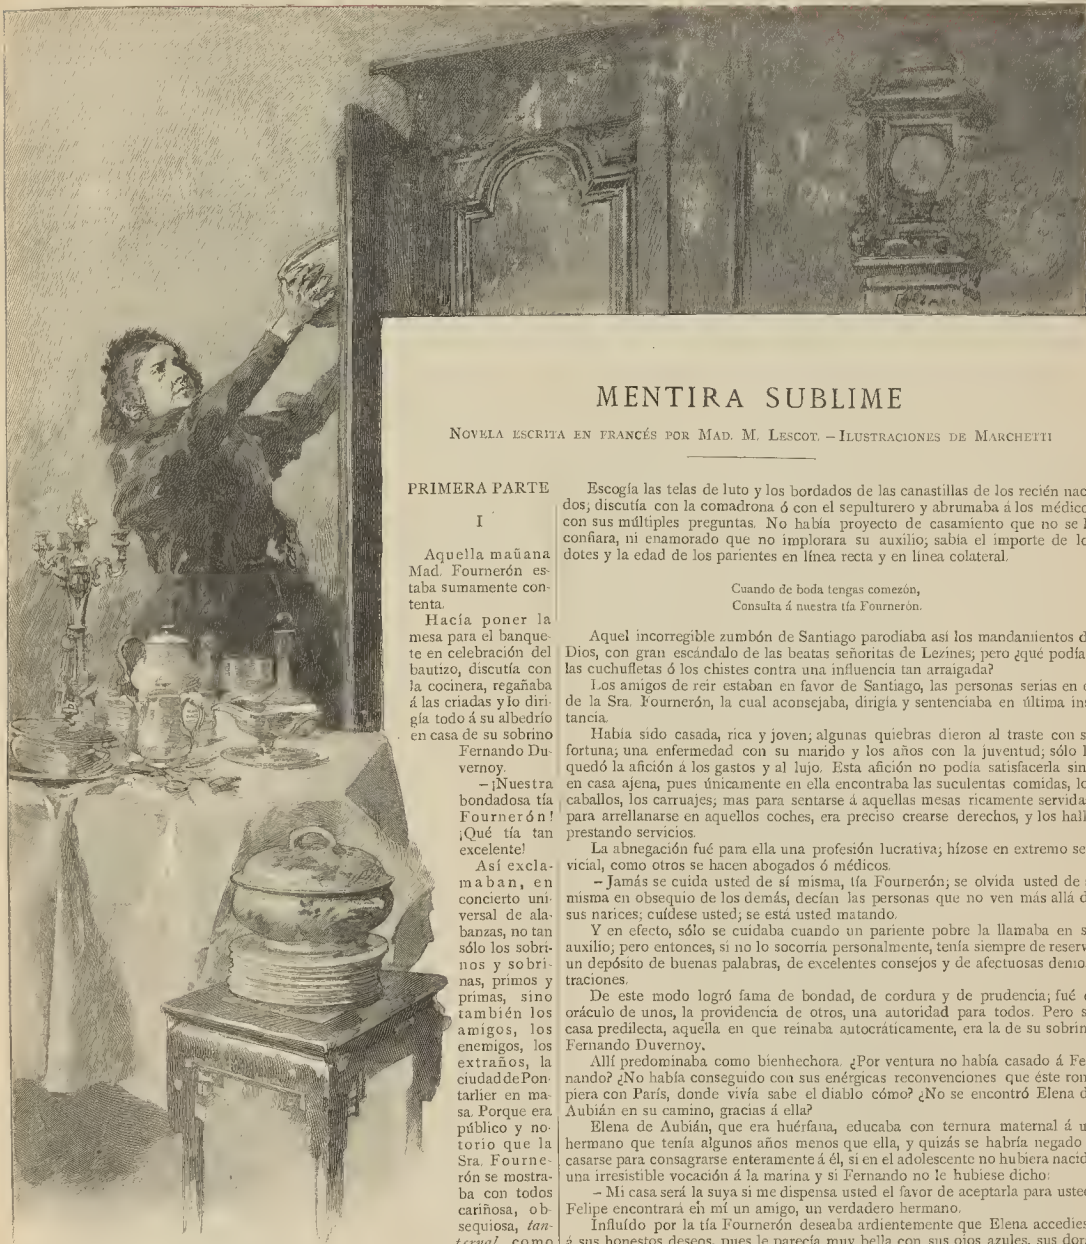 MENTIRA SUBLIME
NOVELA ESCRITA EN FRANCÉS POR MAD. M. LESCOT. – ILUSTRACIONES DE MARCHETTI
PRIMERA PARTE
I
Aquella mañana
Mad. Fournerón es-
taba sumamente con-
tenta.
Hacía poner la
mesa para el banque-
te en celebración del
bautizo, discutía con
la cocinera, regañaba
á las criadas y lo diri-
gía todo á su albedrío
en casa de su sobrino
Fernando Du-
vernoy.
– ¡Nuestra
bondadosa tía
Fournerón!
¡Qué tía tan
excelente!
Así excla-
maban, en
concierto uni-
versal de ala-
banzas, no tan
sólo los sobri-
nos y sobri-
nas, primos y
primas, sino
también los
amigos, los
enemigos, los
extraños, la
ciudad de Pon-
tarlier en ma-
sa. Porque era
público y no-
torio que la
Sra. Fourne-
rón se mostra-
ba con todos
cariñosa, ob-
sequiosa, tan-
ternal como
Escogía las telas de luto y los bordados de las canastillas de los recién naci
dos; discutía con la comadrona ó con el sepulturero y abrumaba á los médico
con sus múltiples preguntas. No había proyecto de casamiento que no se l
confiara, ni enamorado que no implorara su auxilio; sabía el importe de lo
dotes y la edad de los parientes en línea recta y en línea colateral.
Cuando de boda tengas comezón,
Consulta á nuestra tía Fournerón.
Aquel incorregible zumbón de Santiago parodiaba así los mandamientos d
Dios, con gran escándalo de las beatas señoritas de Lezines; pero ¿qué podía
las cuchufletas ó los chistes contra una influencia tan arraigada?
Los amigos de reir estaban en favor de Santiago, las personas serias en e
de la Sra. Fournerón, la cual aconsejaba, dirigía y sentenciaba en última ins
tancia.
Había sido casada, rica y joven; algunas quiebras dieron al traste con s
fortuna; una enfermedad con su marido y los años con la juventud; sólo l
quedó la afición á los gastos y al lujo. Esta afición no podía satisfacerla sin
en casa ajena, pues únicamente en ella encontraba las suculentas comidas, lo
caballos, los carruajes; mas para sentarse á aquellas mesas ricamente servida
para arrellanarse en aquellos coches, era preciso crearse derechos, y los hall
prestando servicios.
La abnegación fué para ella una profesión lucrativa; hízose en extremo se
vicial, como otros se hacen abogados ó médicos.
– Jamás se cuida usted de sí misma, tía Fournerón; se olvida usted de
misma en obsequio de los demás, decían las personas que no ven más allá d
sus narices; cuídese usted; se está usted matando.
Y en efecto, sólo se cuidaba cuando un pariente pobre la llamaba en s
auxilio; pero entonces, si no lo socorría personalmente, tenía siempre de reserv
un depósito de buenas palabras, de excelentes consejos y de afectuosas demo
traciones.
De este modo logró fama de bondad, de cordura y de prudencia; fué e
oráculo de unos, la providencia de otros, una autoridad para todos. Pero s
casa predilecta, aquella en que reinaba autocráticamente, era la de su sobrin
Fernando Duvernoy.
Allí predominaba como bienhechora. ¿Por ventura no había casado á Fe
nando? ¿No había conseguido con sus enérgicas reconvenciones que éste rom
piera con París, donde vivía sabe el diablo cómo? ¿No se encontró Elena d
Aubián en su camino, gracias á ella?
Elena de Aubián, que era huérfana, educaba con ternura maternal á u
hermano que tenía algunos años menos que ella, y quizás se habría negado
casarse para consagrarse enteramente á él, si en el adolescente no hubiera nacid
una irresistible vocación á la marina y si Fernando no le hubiese dicho:
– Mi casa será la suya si me dispensa usted el favor de aceptarla para usted
Felipe encontrará en mí un amigo, un verdadero hermano.
Influído por la tía Fournerón deseaba ardientemente que Elena accedies
á sus honestos deseos, pues le parecía muy bella con sus ojos azules, sus dora